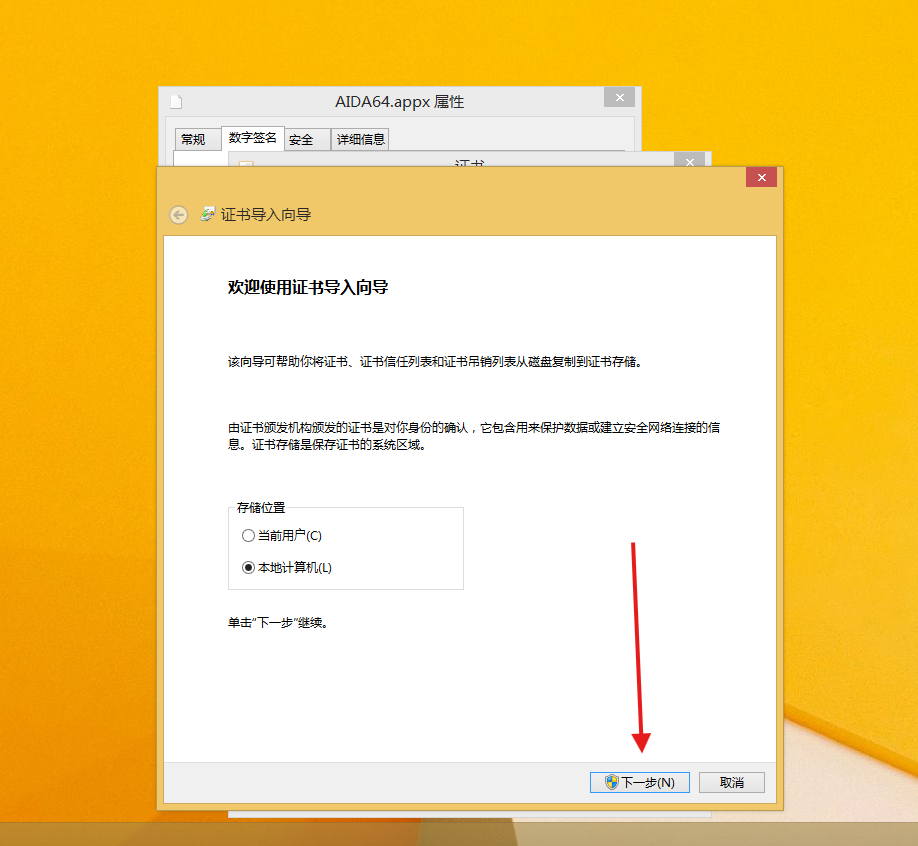 AIDA64.appx 属性
常规
数字签名
安全
详细信息
证书
证书导入向导
欢迎使用证书导入向导
该向导可帮助你将证书、证书信任列表和证书吊销列表从磁盘复制到证书存储。
由证书颁发机构颁发的证书是对你身份的确认，它包含用来保护数据或建立安全网络连接的信
息。证书存储是保存证书的系统区域。
存储位置
当前用户(C)
本地计算机(L)
单击"下一步"继续。
下一步(N)
取消